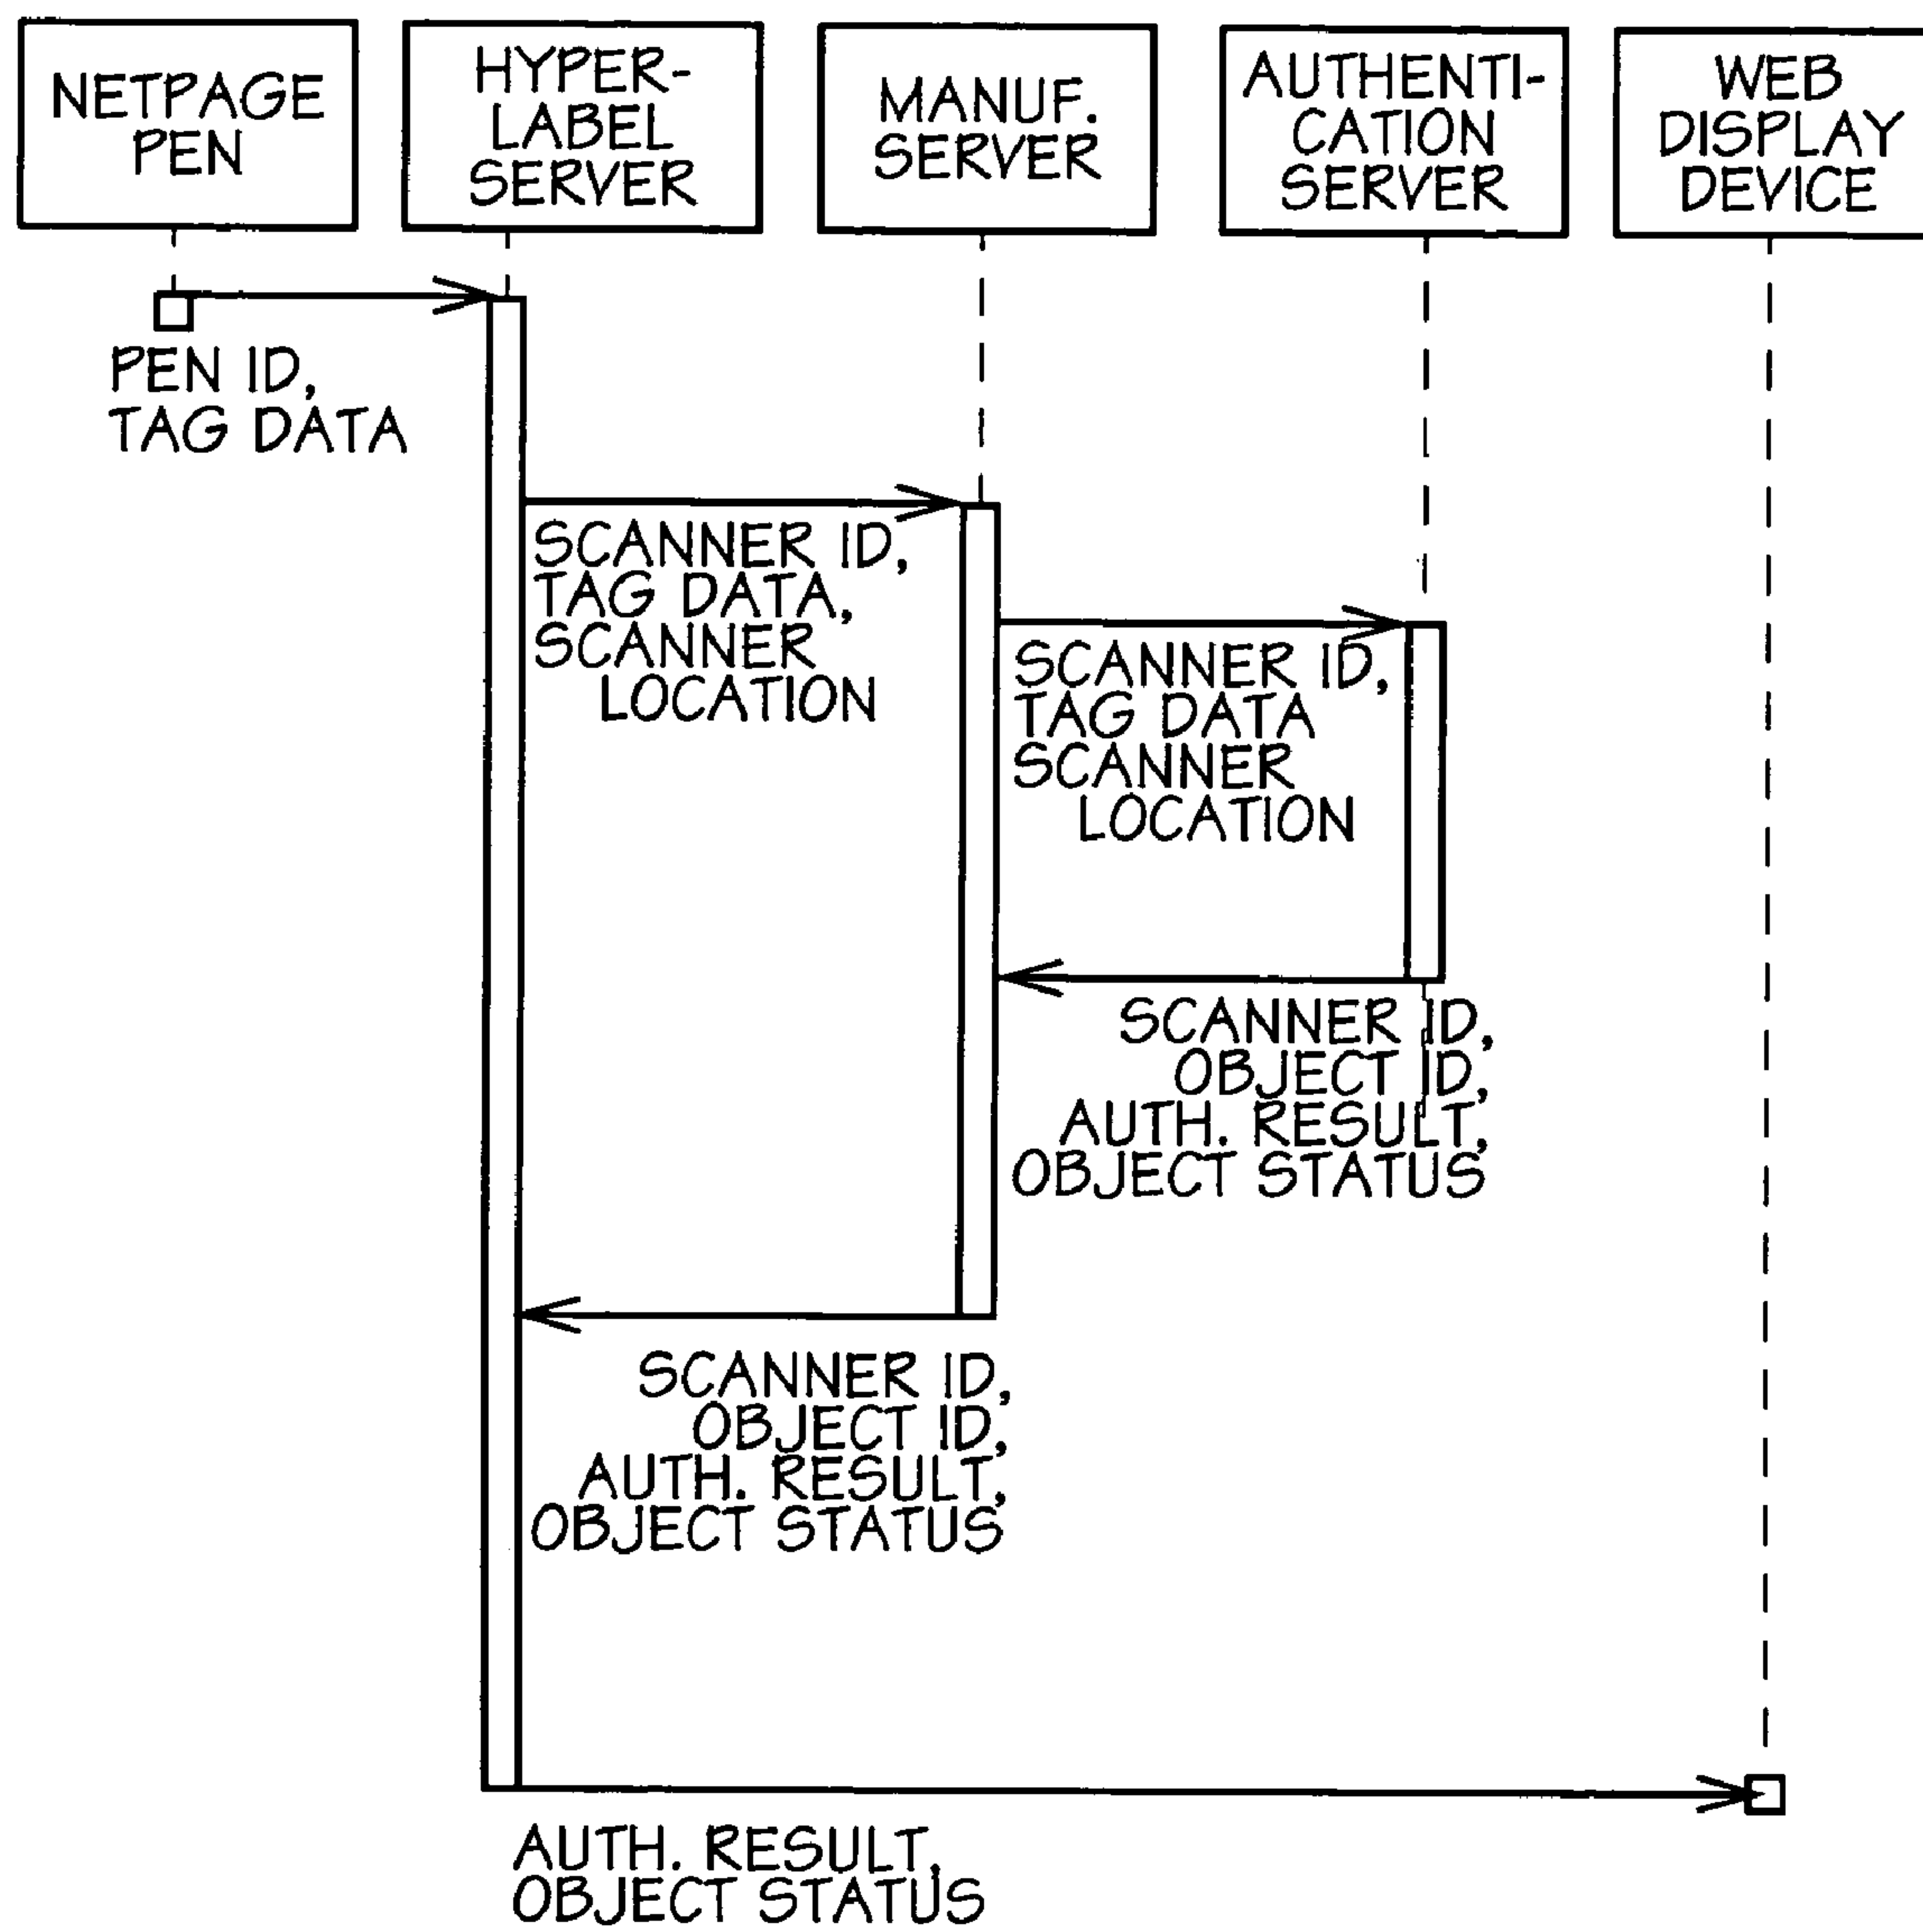 NETPAGE
PEN
HYPER-
LABEL
SERVER
MANUF.
SERVER
AUTHENTI-
CATION
SERVER
WEB
DISPLAY
DEVICE
PEN ID,
TAG DATA
SCANNER ID,
TAG DATA,
SCANNER
LOCATION
SCANNER ID,
TAG DATA
SCANNER
LOCATION
SCANNER ID,
OBJECT ID,
AUTH. RESULT,
OBJECT STATUS
SCANNER ID,
OBJECT ID,
AUTH. RESULT,
OBJECT STATUS
AUTH. RESULT,
OBJECT STATUS